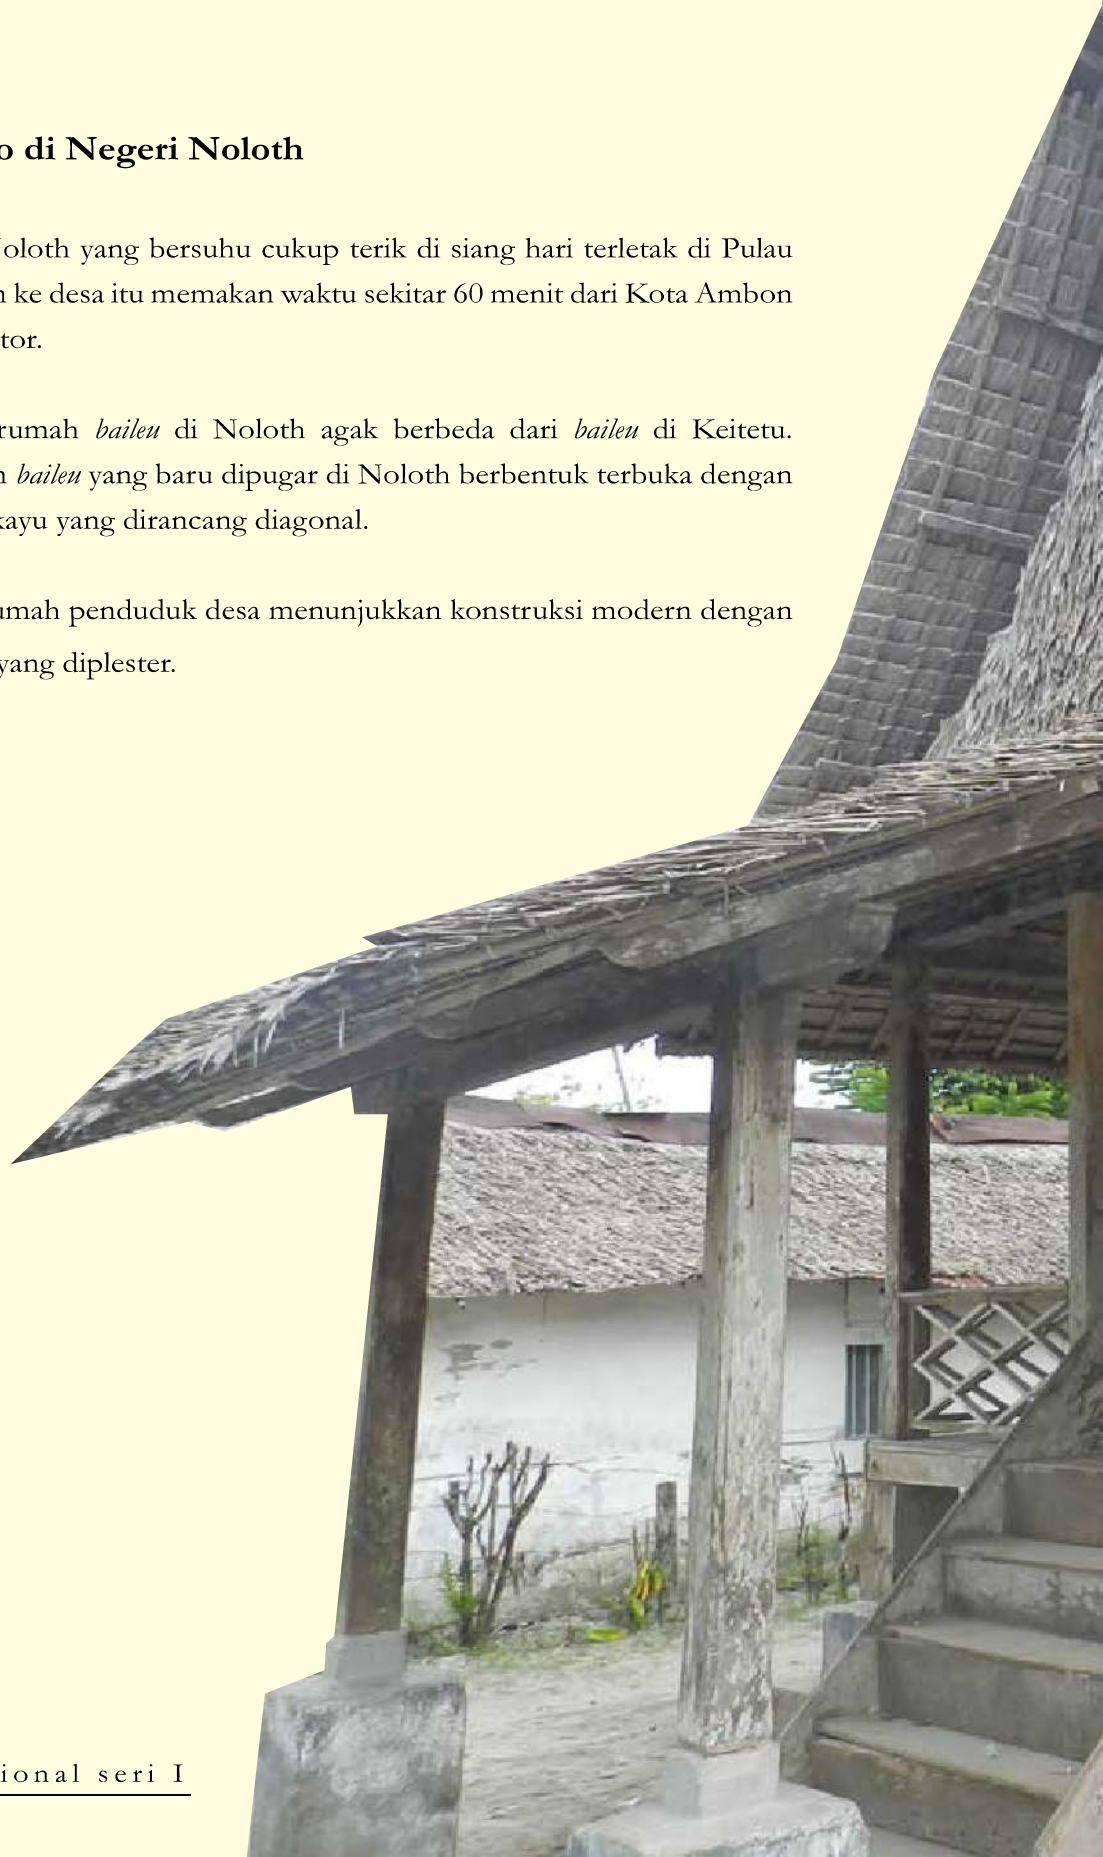 di Negeri Noloth
yang bersuhu cukup terik di siang hari terletak di Pulau
ke desa itu memakan waktu sekitar 60 menit dari Kota Ambon
tor.
rumah baileu di Noloth agak berbeda dari baileu di Keitetu.
baileu yang baru dipugar di Noloth berbentuk terbuka dengan
kayu yang dirancang diagonal.
umah penduduk desa menunjukkan konstruksi modern dengan
yang diplester.
ional seri I